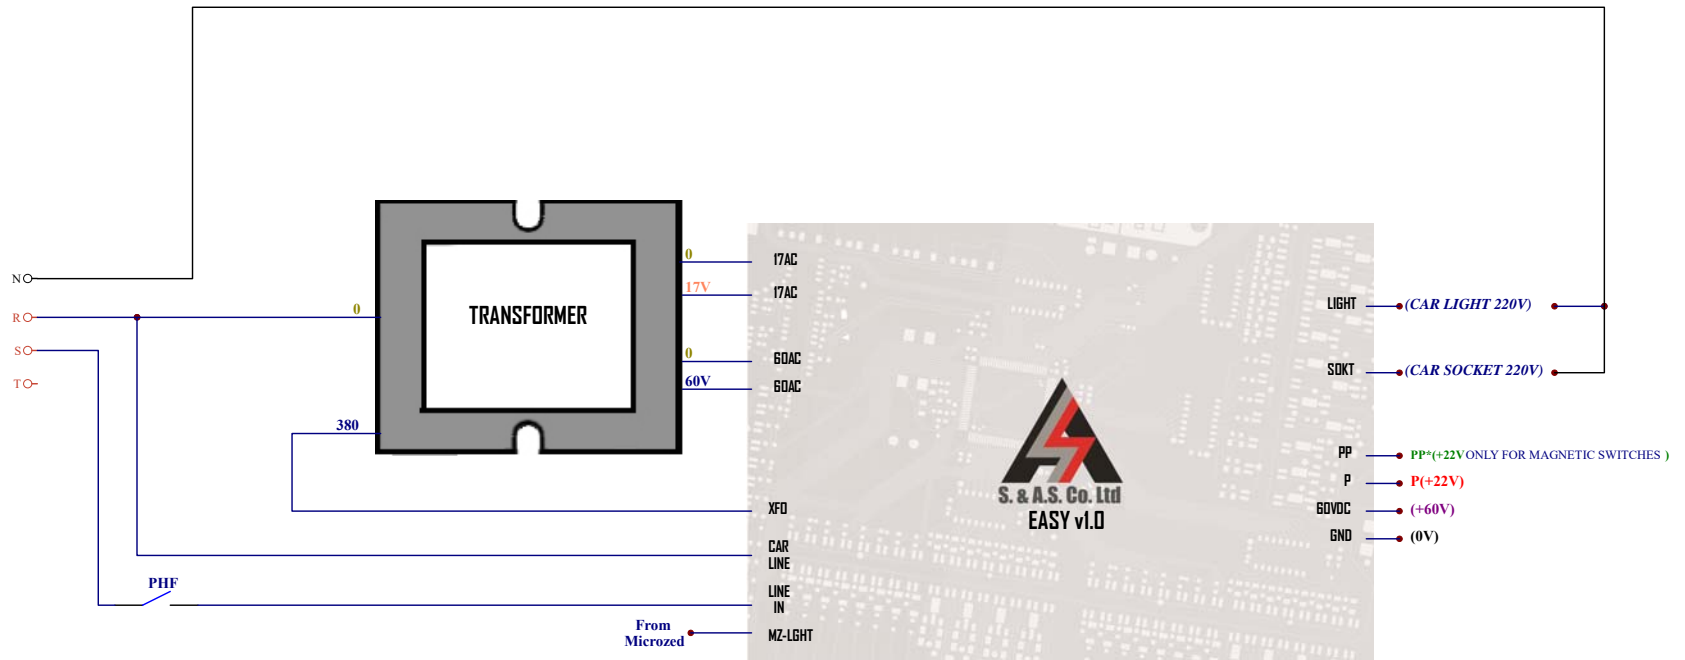 N
R
S
T
0
380
TRANSFORMER
0
17V
0
60V
17AC
17AC
60AC
60AC
XFO
CAR
LINE
LINE
IN
MZ-LGHT
PHF
From
Microzed
S. & A.S. Co. Ltd
EASY v1.0
LIGHT
(CAR LIGHT 220V)
SOKT
(CAR SOCKET 220V)
PP
PP*(+22VONLY FOR MAGNETIC SWITCHES )
P
P(+22V)
60VDC
(+60V)
GND
(0V)